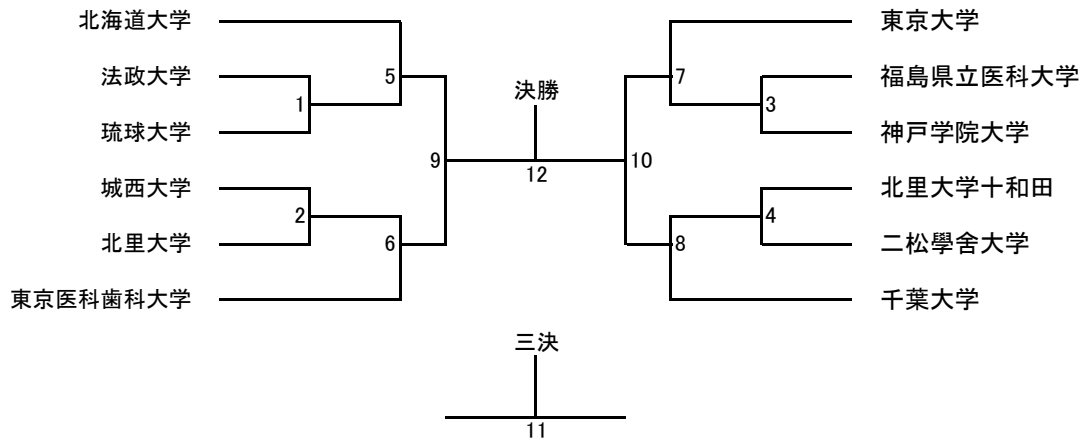 北海道大学
法政大学
琉球大学
城西大学
北里大学
東京医科歯科大学
1
2
5
6
9
決勝
12
10
7
8
3
4
東京大学
福島県立医科大学
神戸学院大学
北里大学十和田
二松學舍大学
千葉大学
三決
11